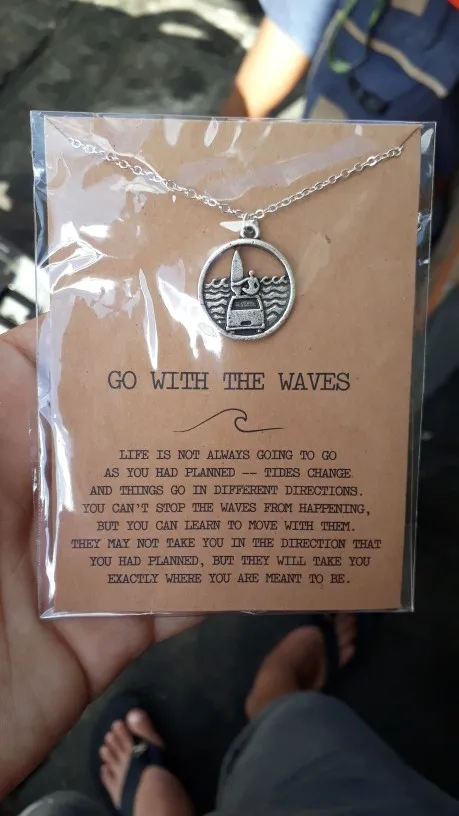 GO WITH THE WAVES
LIFE IS NOT ALWAYS GOING TO GO
AS YOU HAD PLANNED -- TIDES CHANGE
AND THINGS GO IN DIFFERENT DIRECTIONS.
YOU CAN'T STOP THE WAVES FROM HAPPENING,
BUT YOU CAN LEARN TO MOVE WITH THEM.
THEY MAY NOT TAKE YOU IN THE DIRECTION THAT
YOU HAD PLANNED, BUT THEY WILL TAKE YOU
EXACTLY WHERE YOU ARE MEANT TO BE.